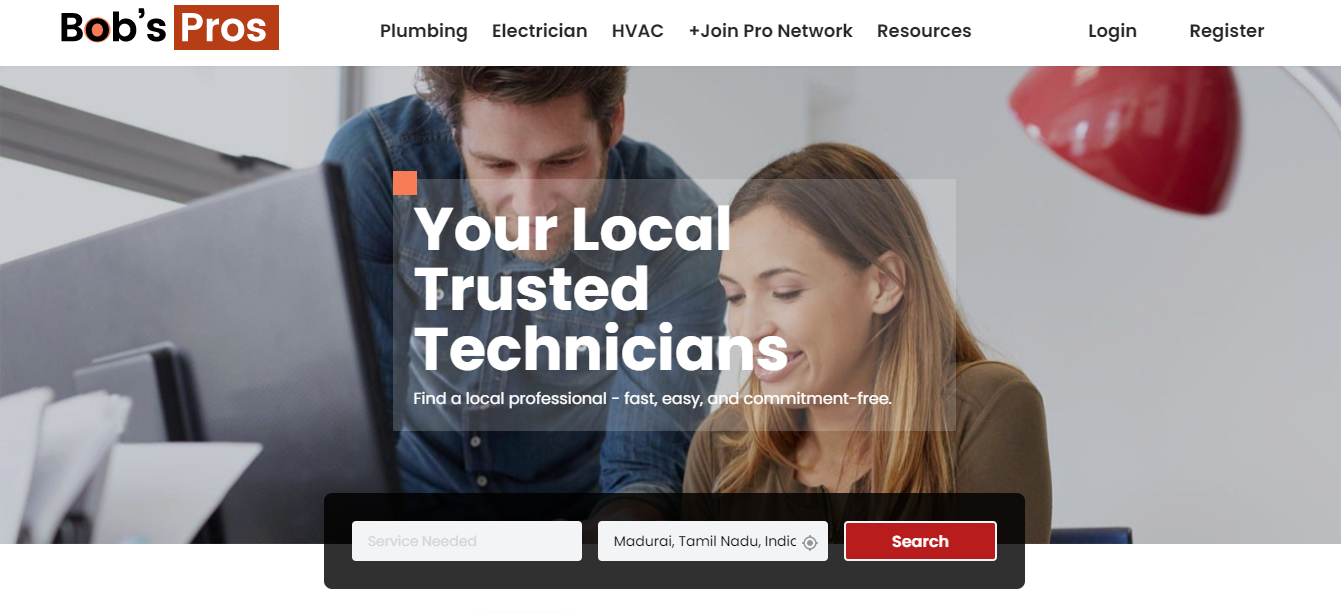 Bob's Pros
Plumbing Electrician HVAC +Join Pro Network Resources Login Register
Your Local
Trusted
Technicians
Find a local professional - fast, easy, and commitment-free.
Service Needed Madurai, Tamil Nadu, Indic Search